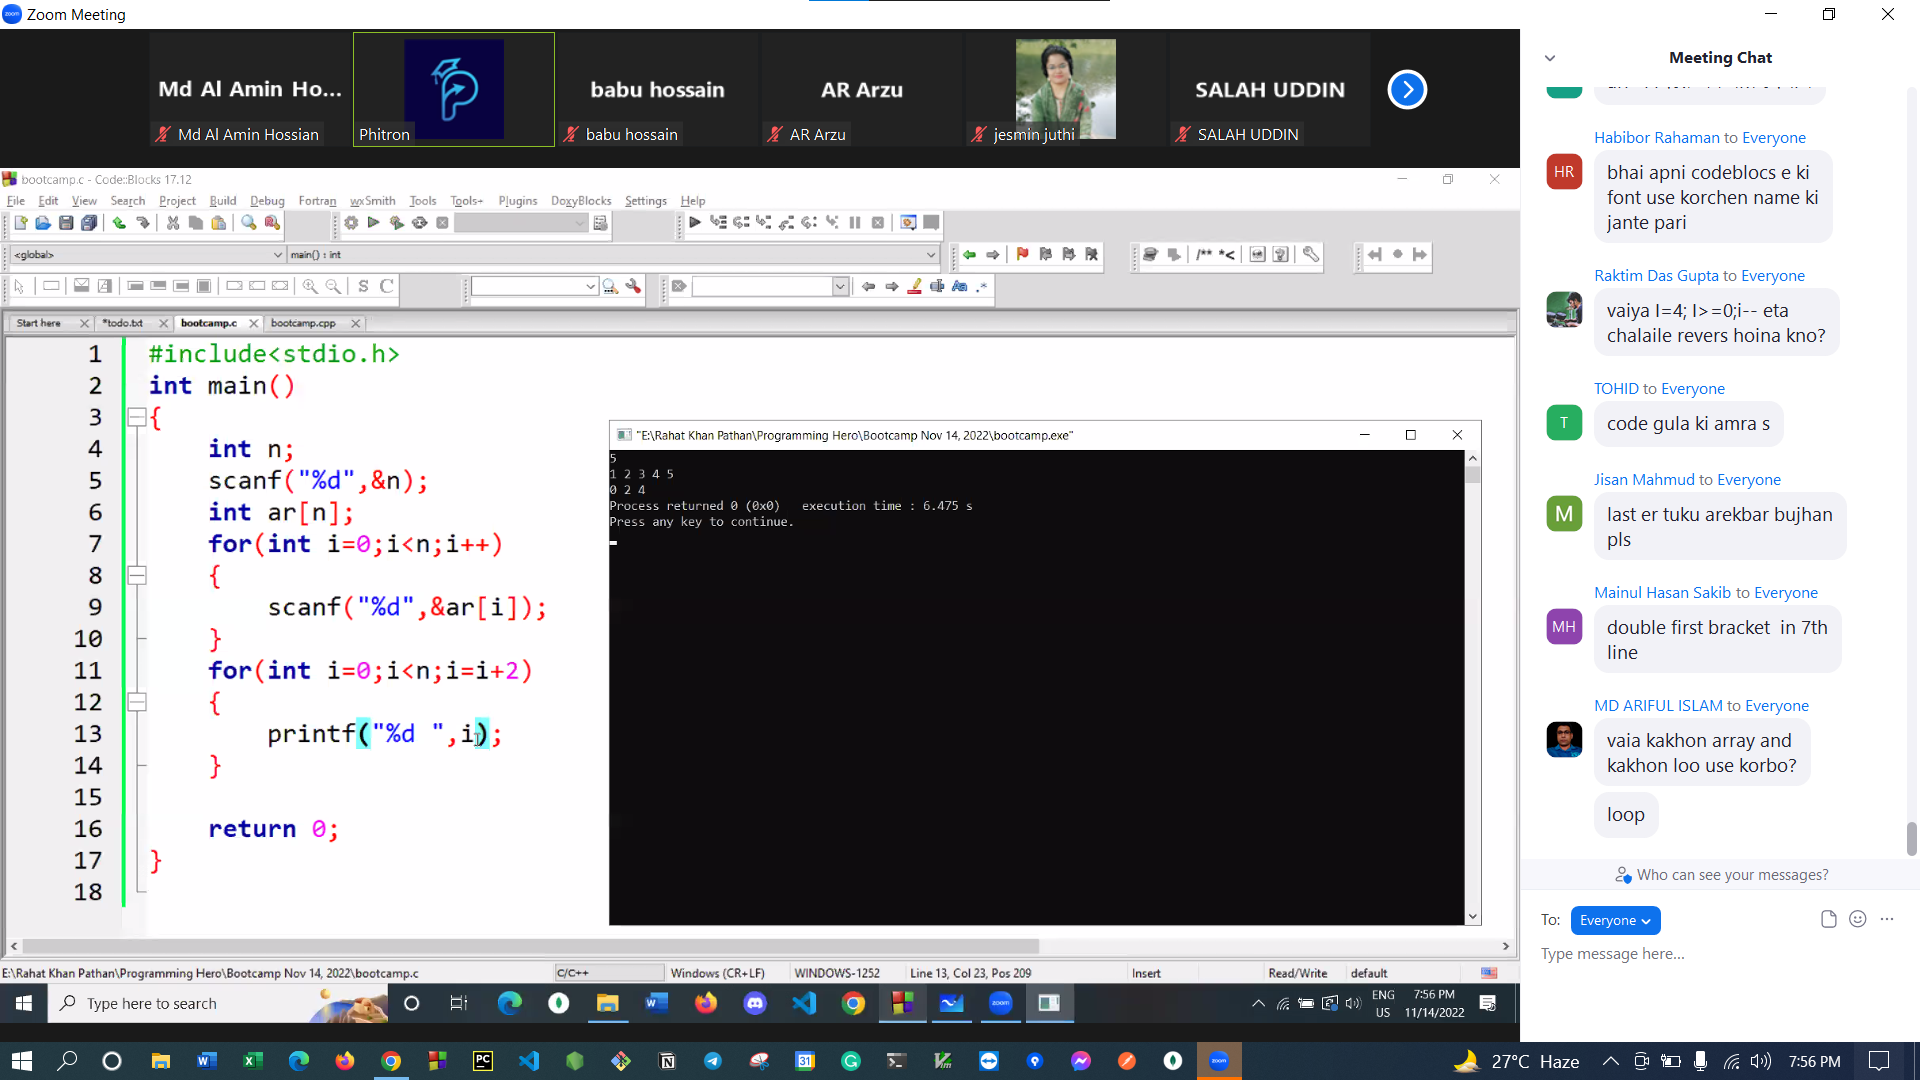 Zoom Meeting
Md Al Amin Ho...
babu hossain
AR Arzu
SALAH UDDIN
Md Al Amin Hossian
Phitron
babu hossain
AR Arzu
jesmin juthi
SALAH UDDIN
bootcamp.c - Code::Blocks 17.12
File Edit View Search Project Build Debug Fortran wxSmith Tools Tools+ Plugins DoxyBlocks Settings Help
<global>
main() : int
Start here
*todo.txt
bootcamp.c
bootcamp.cpp
1 #include<stdio.h>
2 int main()
3 {
4 int n;
5 scanf("%d",&n);
6 int ar[n];
7 for(int i=0;i<n;i++)
8 {
9 scanf("%d",&ar[i]);
10 }
11 for(int i=0;i<n;i=i+2)
12 {
13 printf("%d ",i);
14 }
15
16 return 0;
17 }
18
"E:\Rahat Khan Pathan\Programming Hero\Bootcamp Nov 14, 2022\bootcamp.exe"
5
1 2 3 4 5
0 2 4
Process returned 0 (0x0)   execution time : 6.475 s
Press any key to continue.
E:\Rahat Khan Pathan\Programming Hero\Bootcamp Nov 14, 2022\bootcamp.c
C/C++
Windows (CR+LF)
WINDOWS-1252
Line 13, Col 23, Pos 209
Insert
Read/Write
default
Type here to search
ENG
US
7:56 PM
11/14/2022
Meeting Chat
Habibor Rahaman to Everyone
HR
bhai apni codeblocs e ki
font use korchen name ki
jante pari
Raktim Das Gupta to Everyone
vaiya I=4; I>=0;i-- eta
chalaile revers hoina kno?
TOHID to Everyone
T
code gula ki amra s
Jisan Mahmud to Everyone
M
last er tuku arekbar bujhan
pls
Mainul Hasan Sakib to Everyone
MH
double first bracket  in 7th
line
MD ARIFUL ISLAM to Everyone
vaia kakhon array and
kakhon loo use korbo?
loop
Who can see your messages?
To: Everyone
Type message here...
27°C Haze
7:56 PM